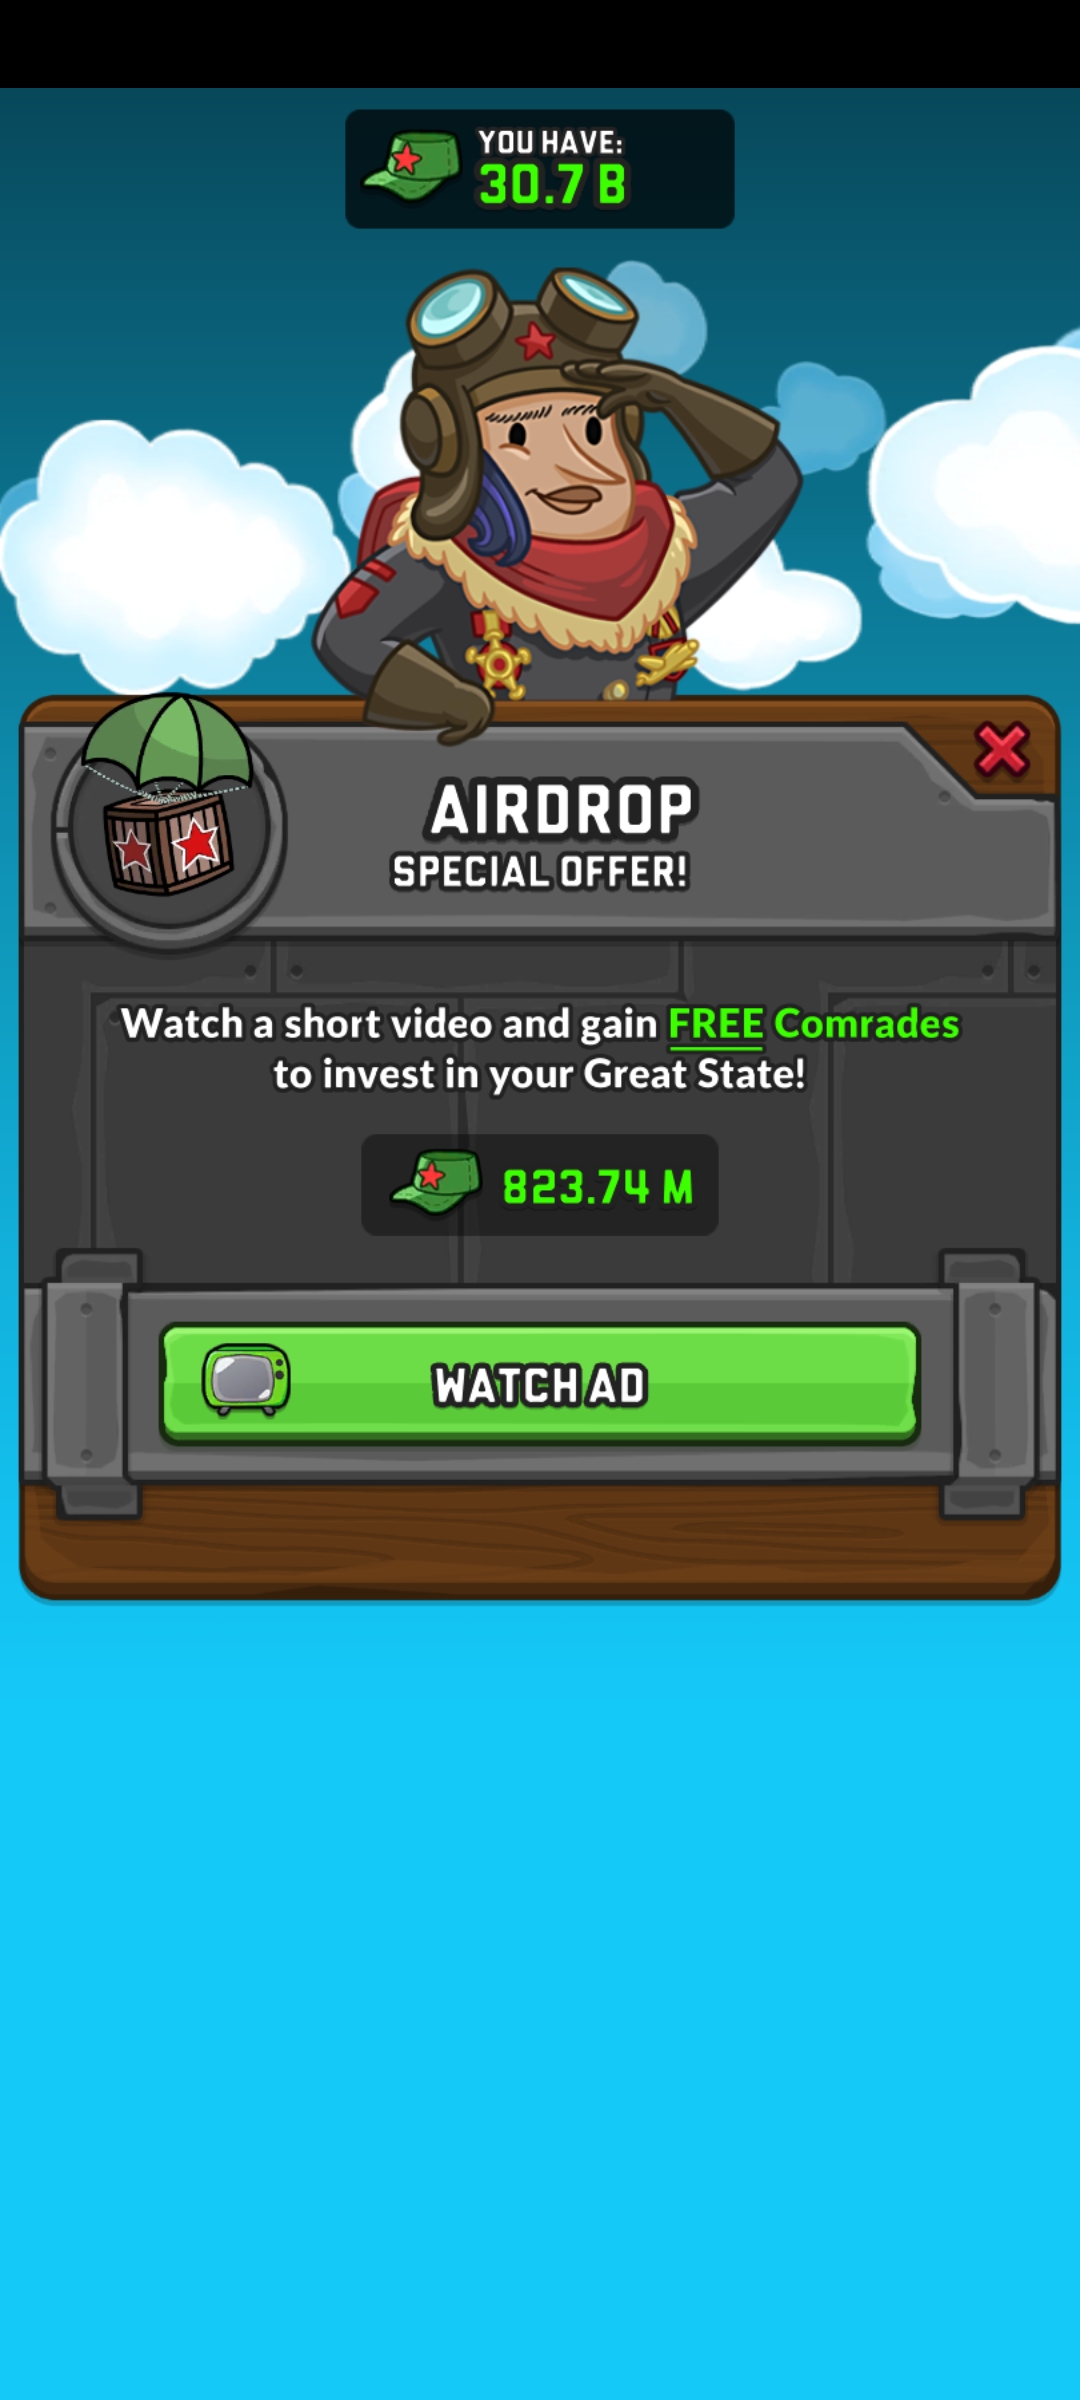 YOU HAVE:
30.7 B
AIRDROP
SPECIAL OFFER!
Watch a short video and gain FREE Comrades
to invest in your Great State!
823.74 M
WATCH AD